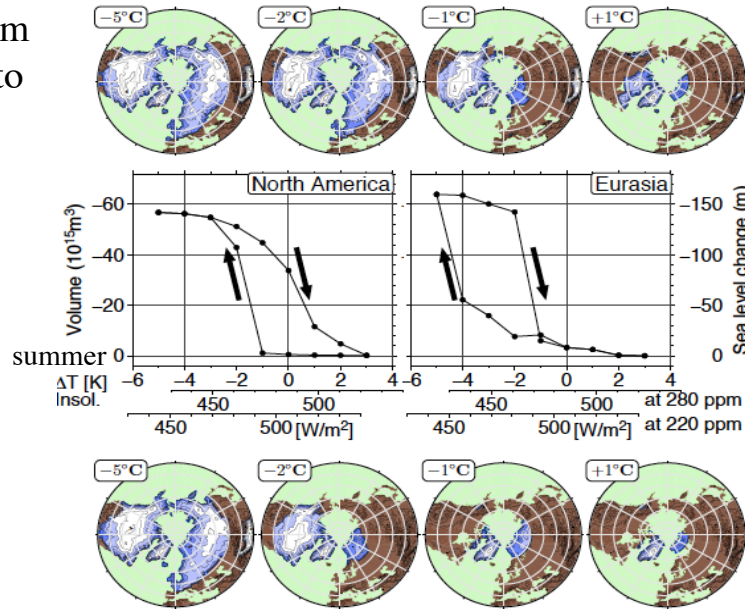 m
to
−5°C −2°C −1°C +1°C
North America Eurasia
Volume (10¹⁵m³)
−60
−40
−20
0
−150
−100
−50
0
Sea level change (m)
summer
−6 −4 −2 0 2 4 −6 −4 −2 0 2 4
ΔT [K]
Insol.
450 500 450 500 at 280 ppm
450 500 [W/m²] 450 500 [W/m²] at 220 ppm
−5°C −2°C −1°C +1°C